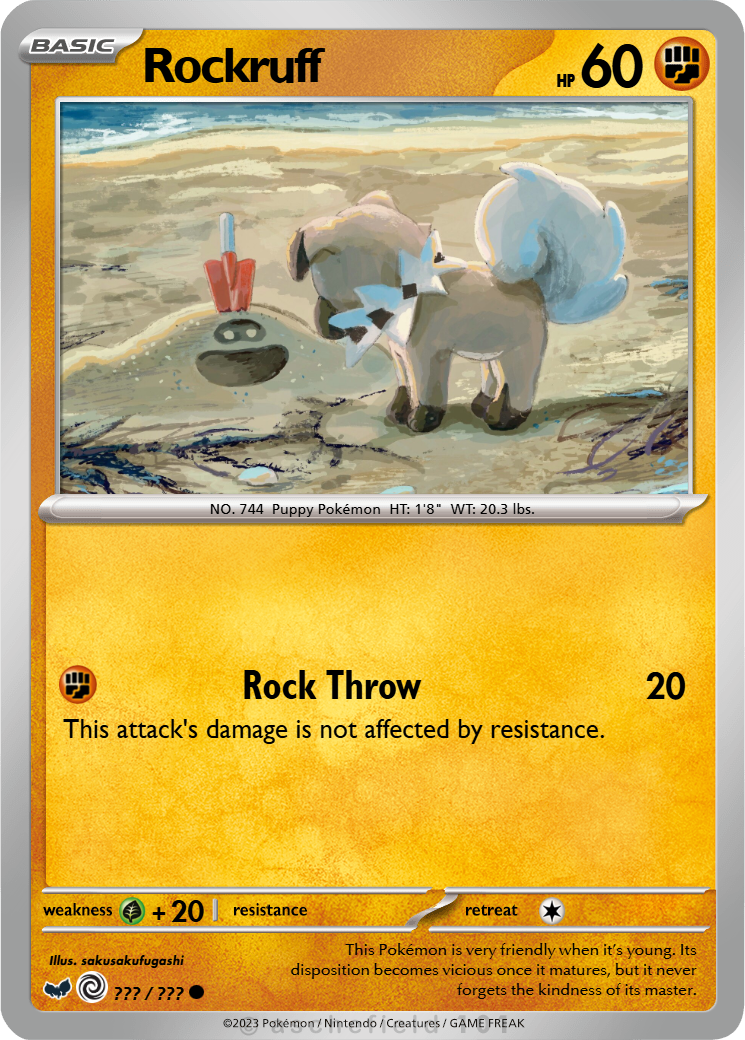 BASIC
Rockruff
HP 60
NO. 744 Puppy Pokémon HT: 1'8" WT: 20.3 lbs.
Rock Throw 20
This attack's damage is not affected by resistance.
weakness + 20 resistance retreat
Illus. sakusakufugashi
This Pokémon is very friendly when it's young. Its
disposition becomes vicious once it matures, but it never
forgets the kindness of its master.
??? / ???
©2023 Pokémon / Nintendo / Creatures / GAME FREAK